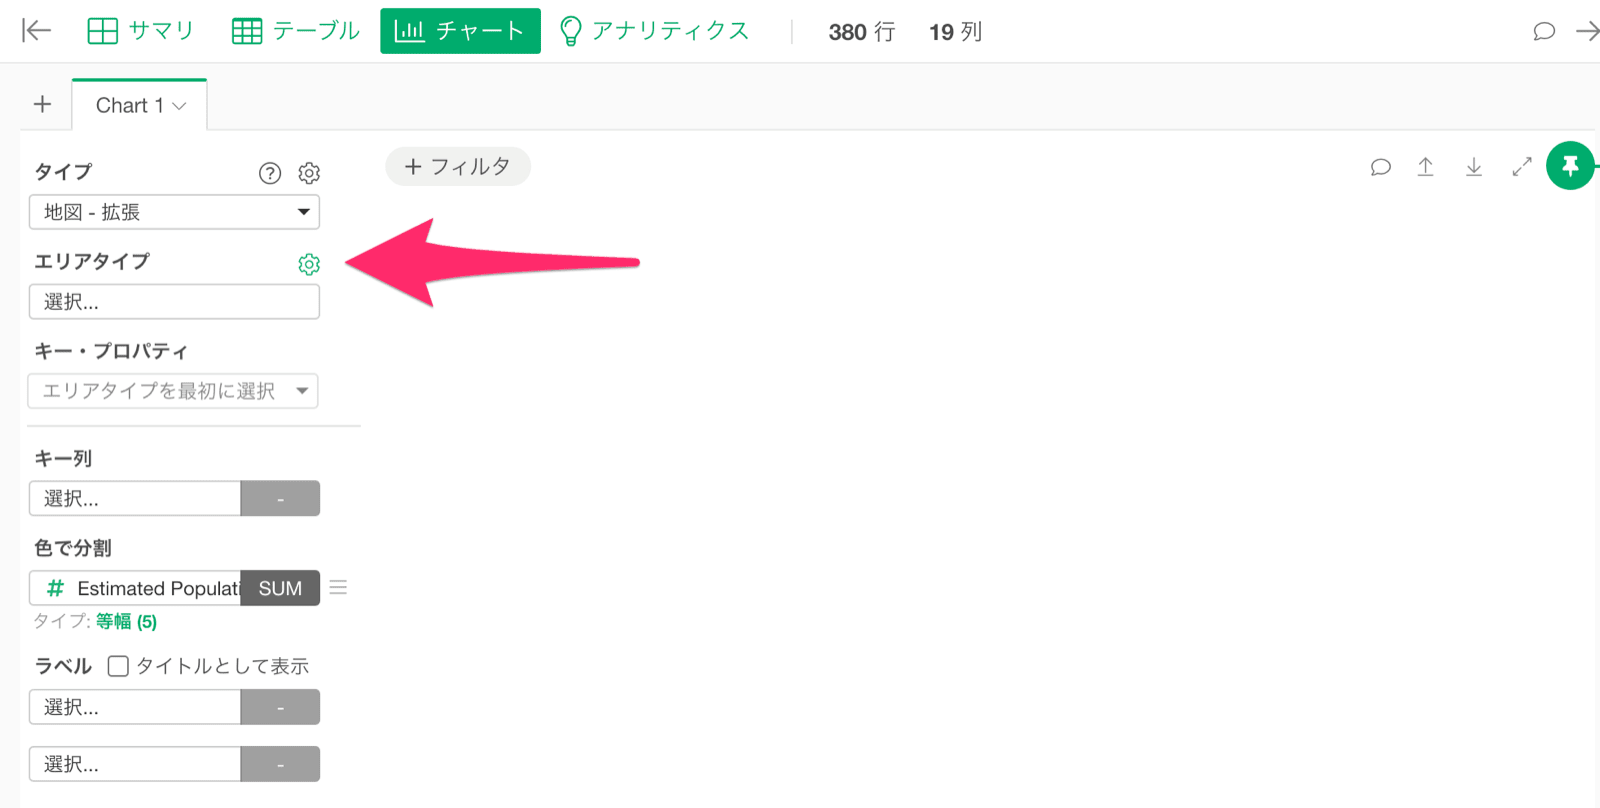 サマリ テーブル チャート アナリティクス 380 行 19 列
+ Chart 1
タイプ ?
+ フィルタ
地図 - 拡張
エリアタイプ
選択...
キー・プロパティ
エリアタイプを最初に選択
キー列
選択... -
色で分割
# Estimated Populati SUM
タイプ: 等幅 (5)
ラベル タイトルとして表示
選択... -
選択... -